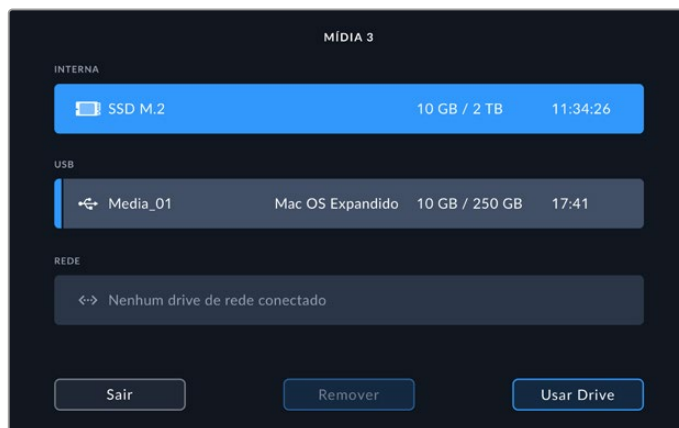 MÍDIA 3
INTERNA
SSD M.2 10 GB / 2 TB 11:34:26
USB
Media_01 Mac OS Expandido 10 GB / 250 GB 17:41
REDE
Nenhum drive de rede conectado
Sair Remover Usar Drive